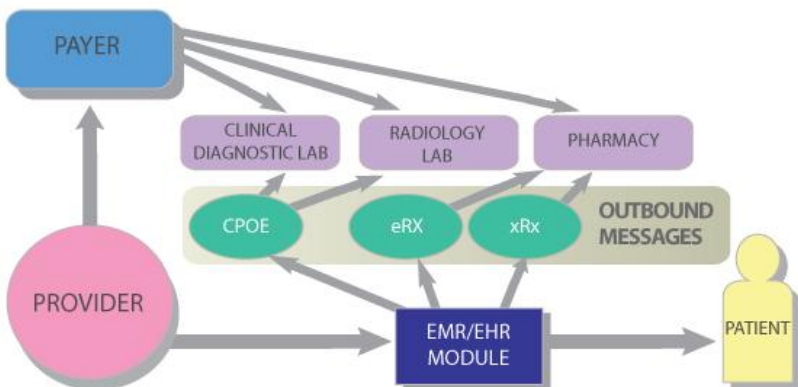 PAYER
CLINICAL
DIAGNOSTIC LAB
RADIOLOGY
LAB
PHARMACY
CPOE
eRX
xRx
OUTBOUND
MESSAGES
PROVIDER
EMR/EHR
MODULE
PATIENT